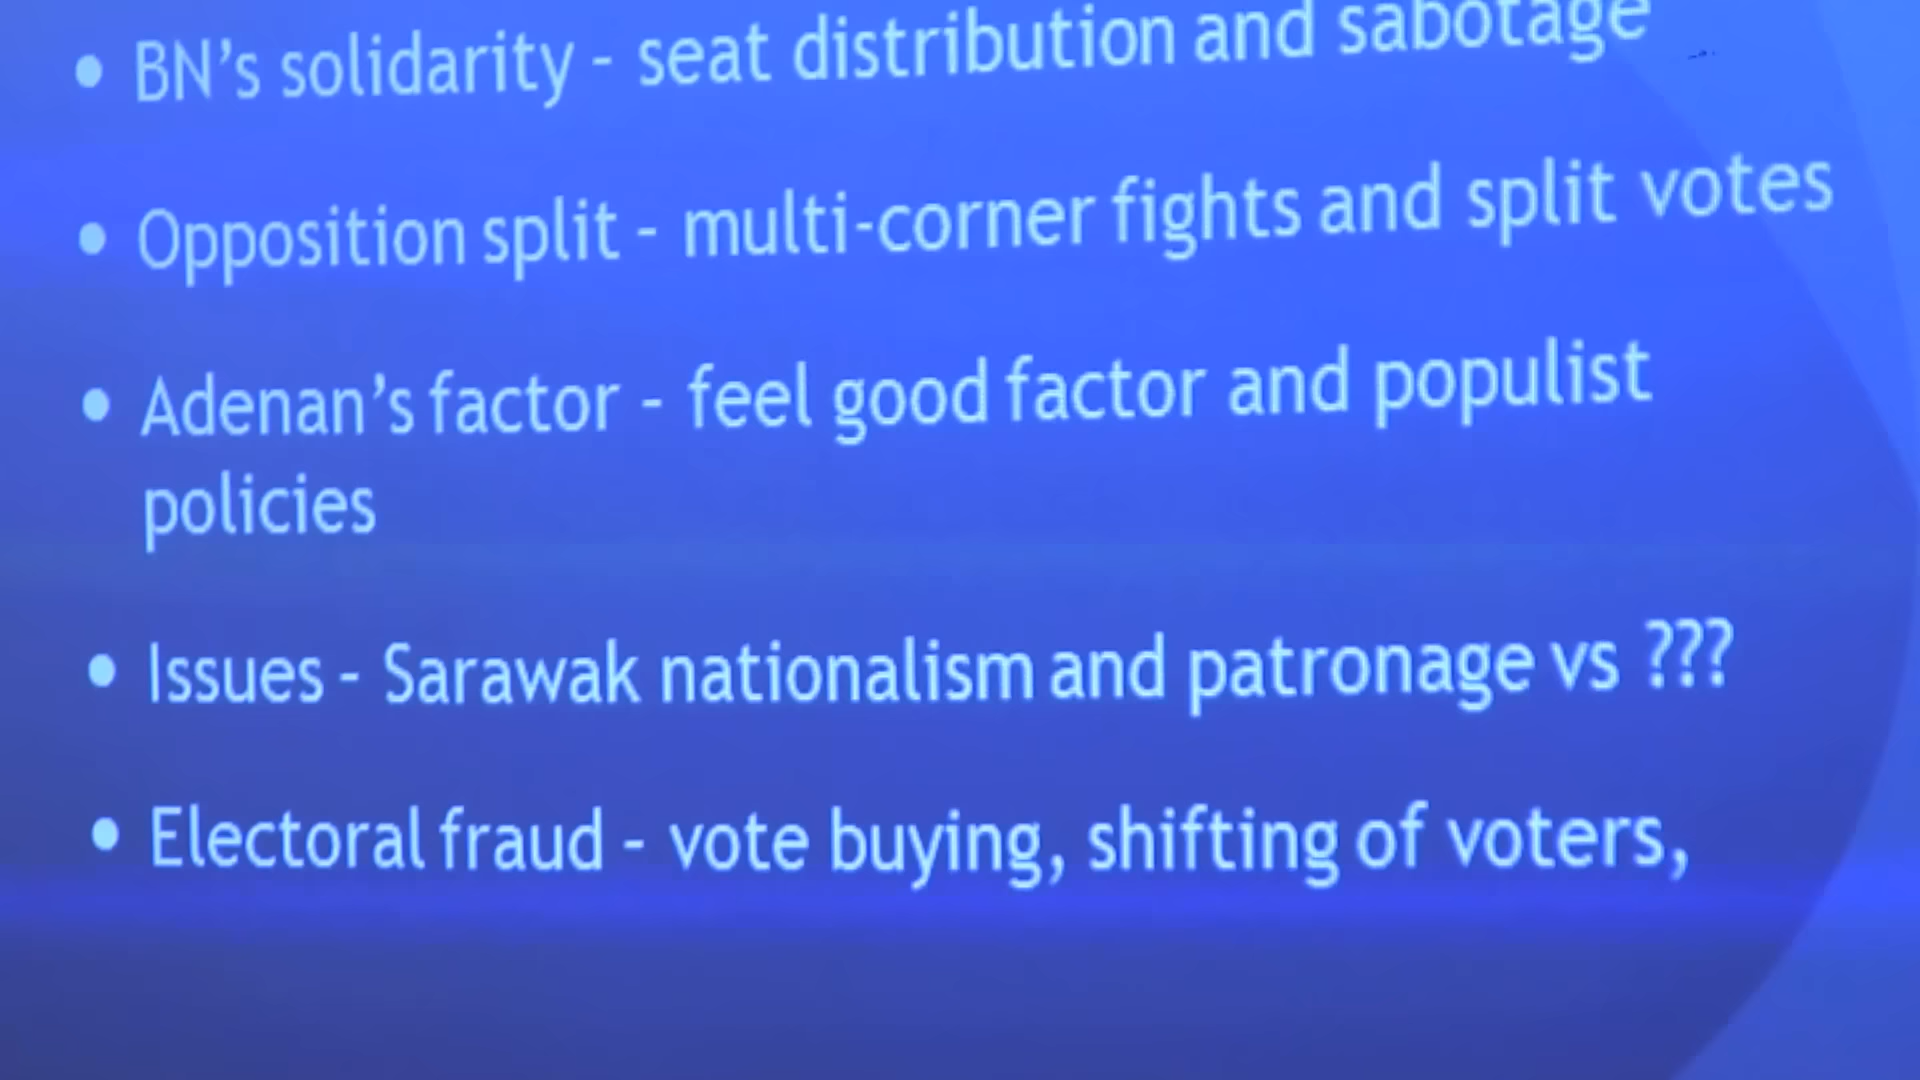 • BN’s solidarity - seat distribution and sabotage
• Opposition split - multi-corner fights and split votes
• Adenan’s factor - feel good factor and populist
policies
• Issues - Sarawak nationalism and patronage vs ???
• Electoral fraud - vote buying, shifting of voters,